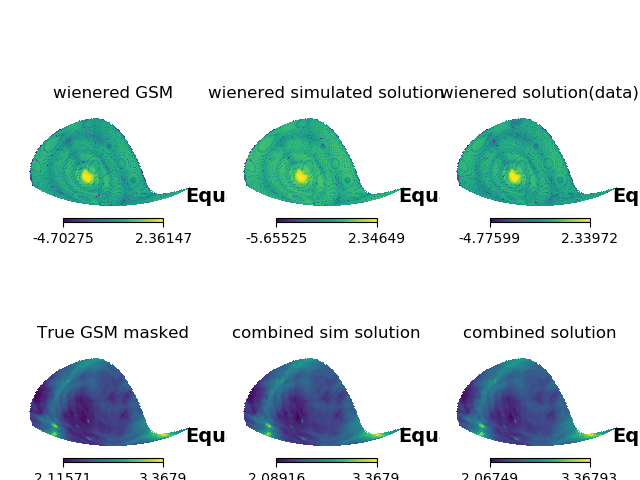 wienered GSM
wienered simulated solution
wienered solution(data)
Equ
Equ
Eq
-4.70275 2.36147
-5.65525 2.34649
-4.77599 2.33972
True GSM masked
combined sim solution
combined solution
Equ
Equ
Eq
2.11571 3.3679
2.08916 3.3679
2.06749 3.36793